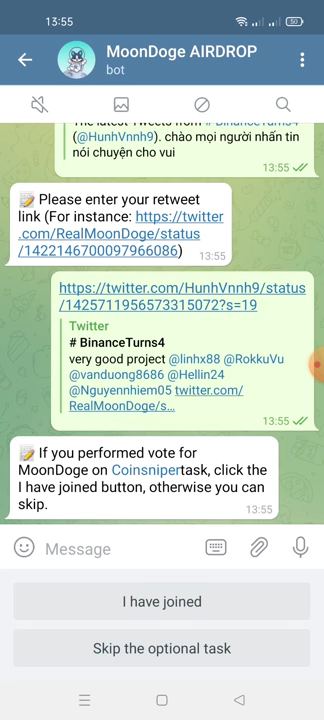 13:55
50
MoonDoge AIRDROP
bot
(@HunhVnnh9). chào mọi người nhấn tin
nói chuyện cho vui
13:55
📝 Please enter your retweet
link (For instance: https://twitter
.com/RealMoonDoge/status
/1422146700097966086)
13:55
https://twitter.com/HunhVnnh9/status
/1425711956573315072?s=19
Twitter
# BinanceTurns4
very good project @linhx88 @RokkuVu
@vanduong8686 @Hellin24
@Nguyennhiem05 twitter.com/
RealMoonDoge/s...
13:55
📝 If you performed vote for
MoonDoge on Coinsnipertask, click the
I have joined button, otherwise you can
skip.
13:55
Message
I have joined
Skip the optional task